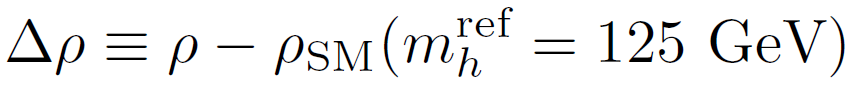 Δρ ≡ ρ − ρ_SM(m_h^ref = 125 GeV)